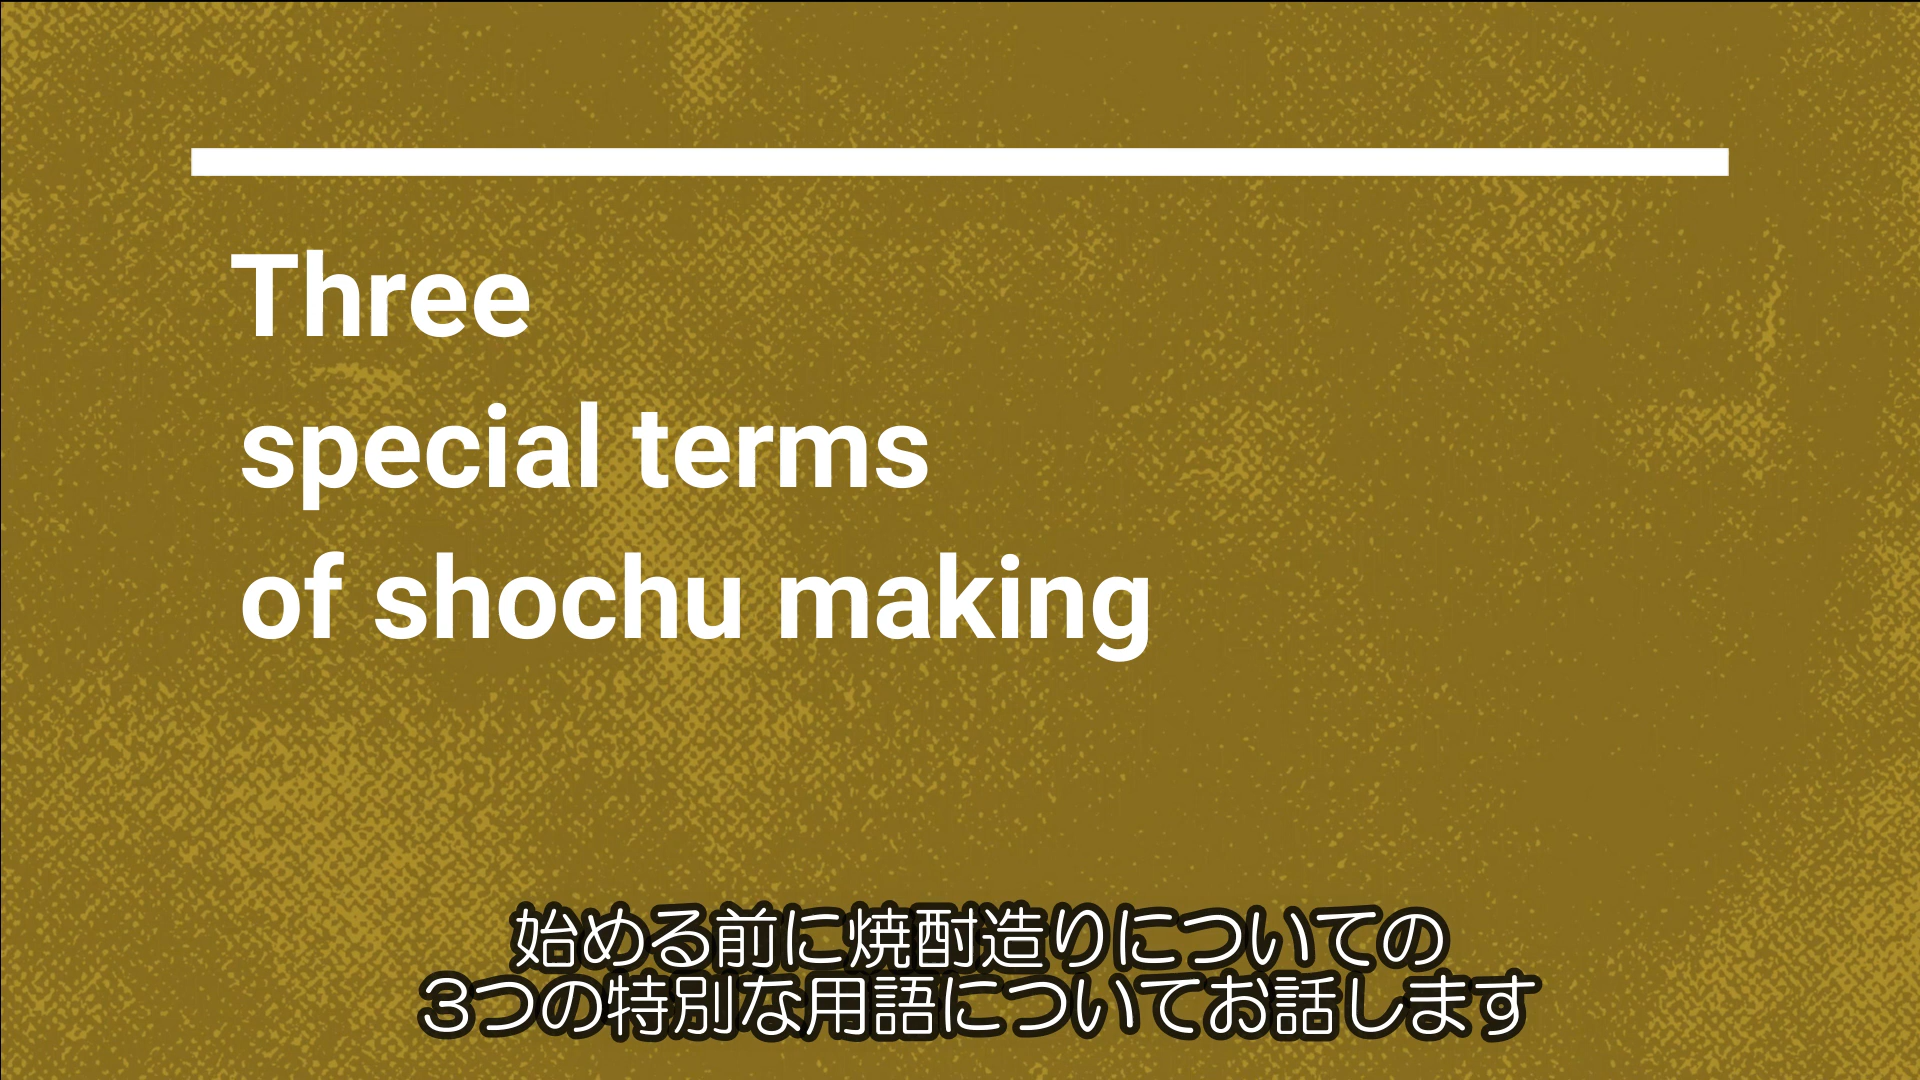 Three
special terms
of shochu making
始める前に焼酎造りについての
3つの特別な用語についてお話します